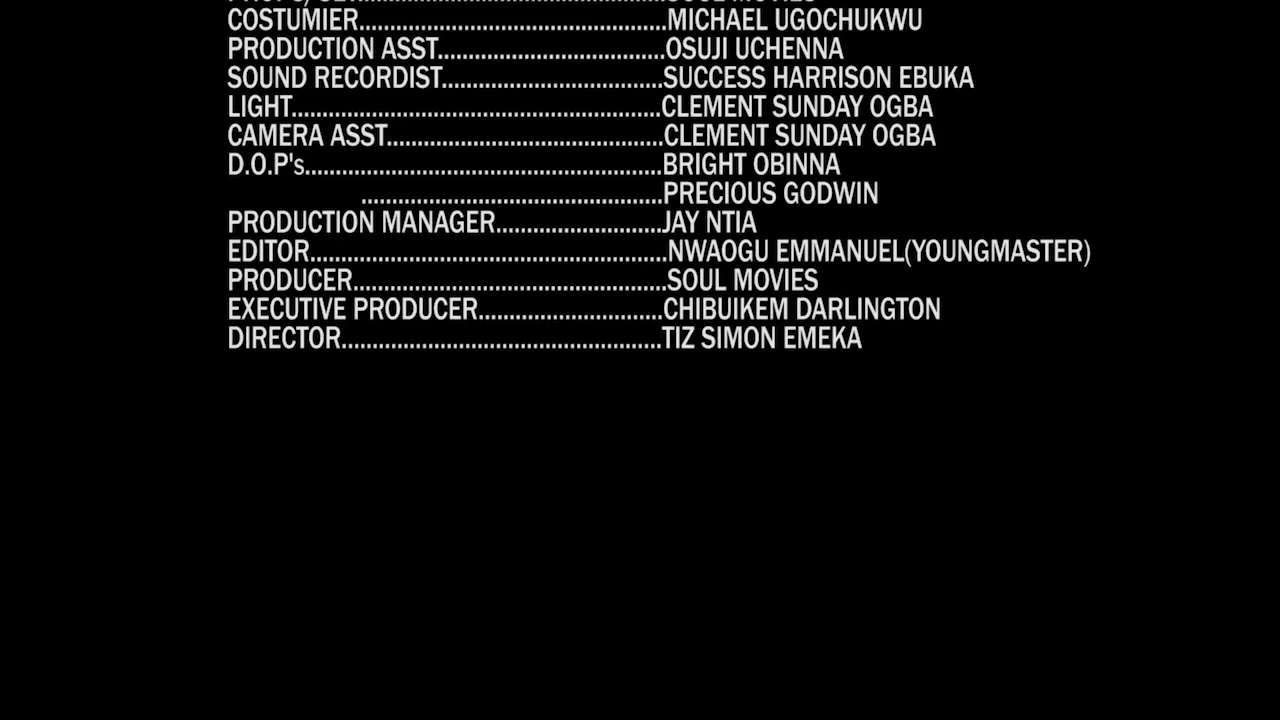 COSTUMIER..................................................MICHAEL UGOCHUKWU
PRODUCTION ASST.....................................OSUJI UCHENNA
SOUND RECORDIST....................................SUCCESS HARRISON EBUKA
LIGHT............................................................CLEMENT SUNDAY OGBA
CAMERA ASST.............................................CLEMENT SUNDAY OGBA
D.O.P's..........................................................BRIGHT OBINNA
.................................................PRECIOUS GODWIN
PRODUCTION MANAGER...........................JAY NTIA
EDITOR..........................................................NWAOGU EMMANUEL(YOUNGMASTER)
PRODUCER...................................................SOUL MOVIES
EXECUTIVE PRODUCER..............................CHIBUIKEM DARLINGTON
DIRECTOR....................................................TIZ SIMON EMEKA